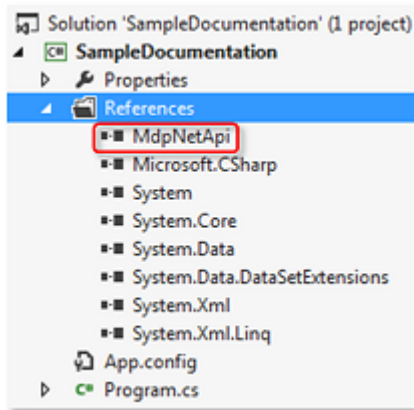 Solution 'SampleDocumentation' (1 project)
C# SampleDocumentation
Properties
References
MdpNetApi
Microsoft.CSharp
System
System.Core
System.Data
System.Data.DataSetExtensions
System.Xml
System.Xml.Linq
App.config
C# Program.cs